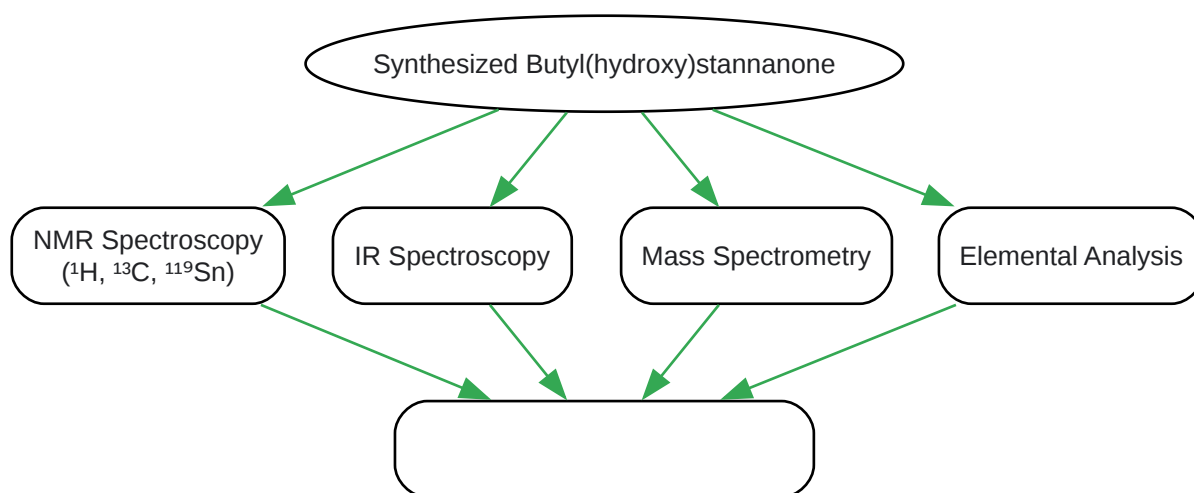 Synthesized Butyl(hydroxy)stannanone
NMR Spectroscopy
(¹H, ¹³C, ¹¹⁹Sn)
IR Spectroscopy
Mass Spectrometry
Elemental Analysis